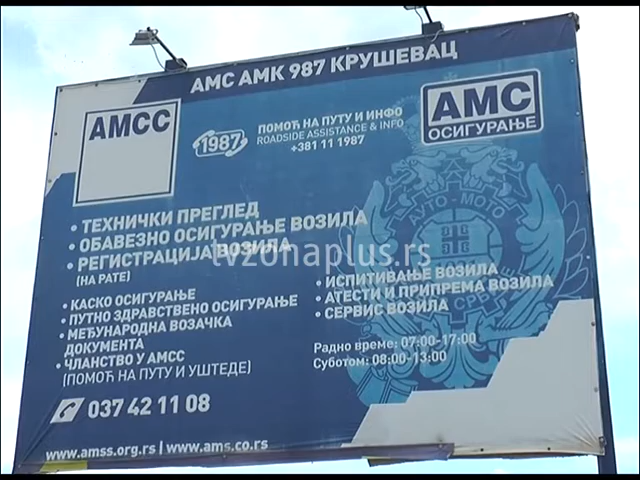 АМС АМК 987 КРУШЕВАЦ
АМСС
1987
ПОМОЋ НА ПУТУ И ИНФО
ROADSIDE ASSISTANCE & INFO
+381 11 1987
АМС
ОСИГУРАЊЕ
• ТЕХНИЧКИ ПРЕГЛЕД
• ОБАВЕЗНО ОСИГУРАЊЕ ВОЗИЛА
• РЕГИСТРАЦИЈА ВОЗИЛА
(НА РАТЕ)
tvzonaplus.rs
АУТО - МОТО
• КАСКО ОСИГУРАЊЕ
• ПУТНО ЗДРАВСТВЕНО ОСИГУРАЊЕ
• МЕЂУНАРОДНА ВОЗАЧКА
ДОКУМЕНТА
• ЧЛАНСТВО У АМСС
(ПОМОЋ НА ПУТУ И УШТЕДЕ)
• ИСПИТИВАЊЕ ВОЗИЛА
• АТЕСТИ И ПРИПРЕМА ВОЗИЛА
• СЕРВИС ВОЗИЛА
Радно време: 07:00-17:00
Суботом: 08:00-13:00
037 42 11 08
www.amss.org.rs | www.ams.co.rs